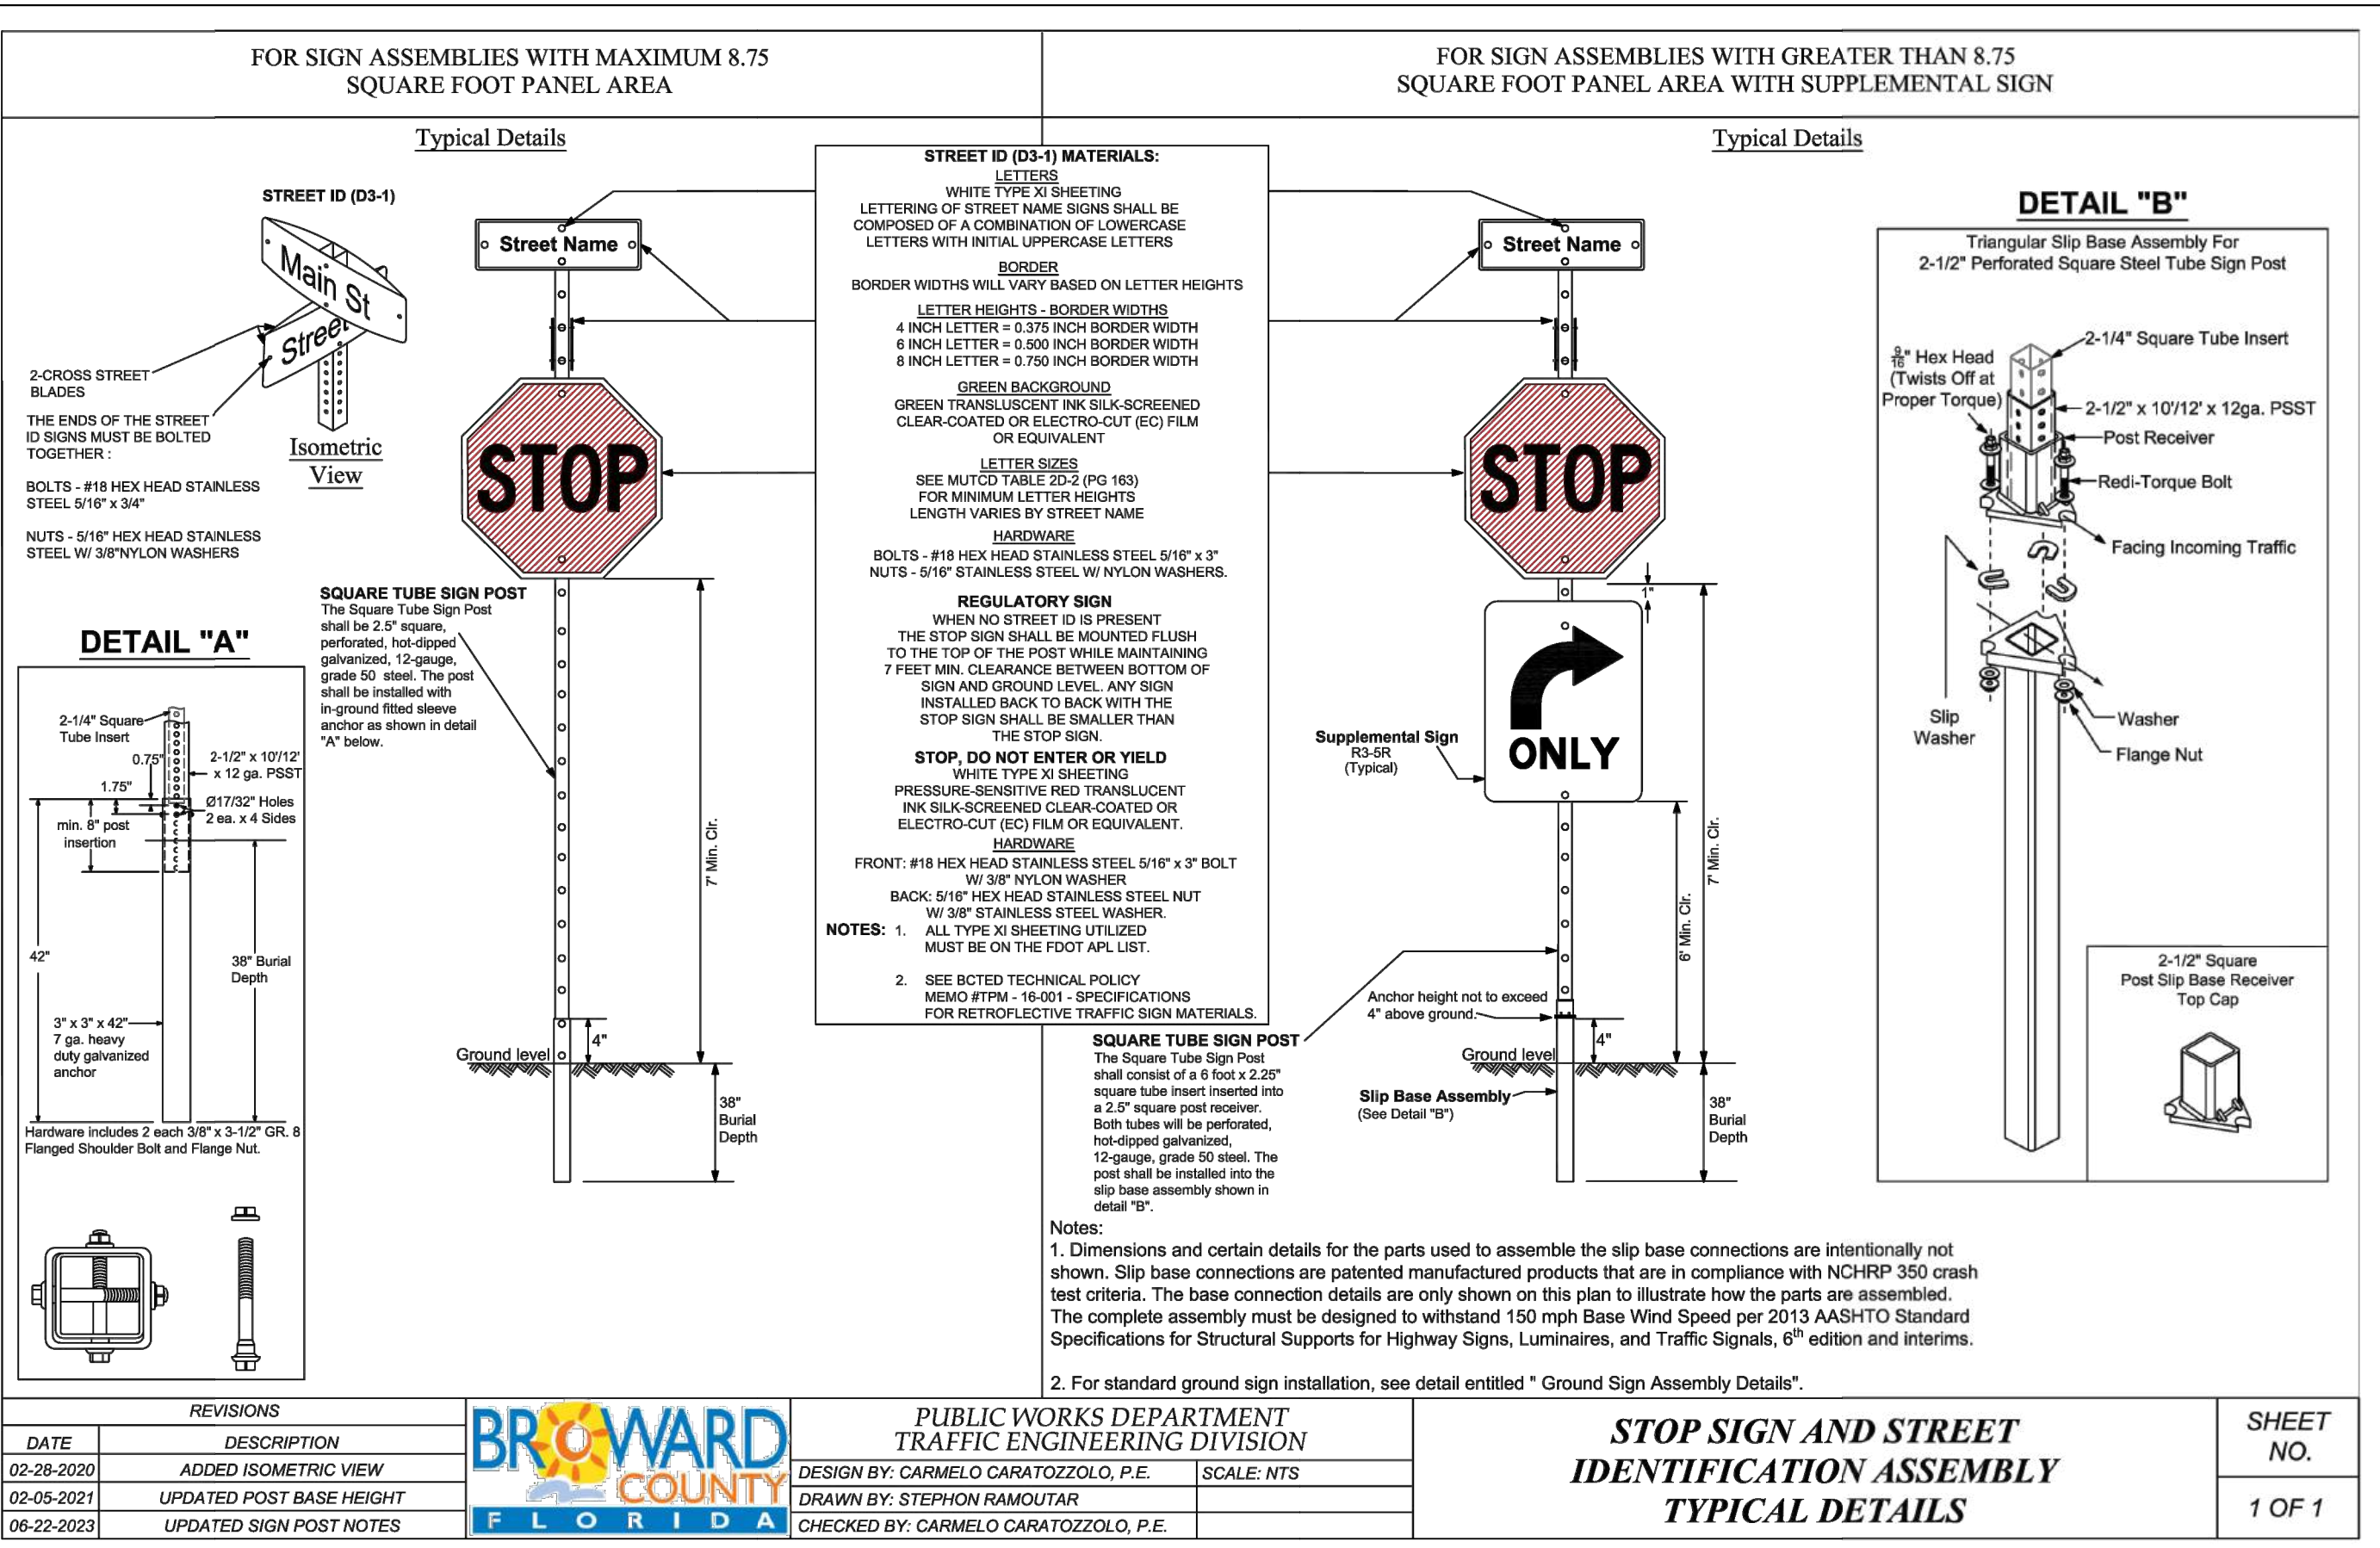 FOR SIGN ASSEMBLIES WITH MAXIMUM 8.75
SQUARE FOOT PANEL AREA
FOR SIGN ASSEMBLIES WITH GREATER THAN 8.75
SQUARE FOOT PANEL AREA WITH SUPPLEMENTAL SIGN
Typical Details
STREET ID (D3-1)
Main St
Street
2-CROSS STREET
BLADES
THE ENDS OF THE STREET
ID SIGNS MUST BE BOLTED
TOGETHER :
BOLTS - #18 HEX HEAD STAINLESS
STEEL 5/16" x 3/4"
NUTS - 5/16" HEX HEAD STAINLESS
STEEL W/ 3/8"NYLON WASHERS
Isometric
View
Street Name
STOP
SQUARE TUBE SIGN POST
The Square Tube Sign Post
shall be 2.5" square,
perforated, hot-dipped
galvanized, 12-gauge,
grade 50 steel. The post
shall be installed with
in-ground fitted sleeve
anchor as shown in detail
"A" below.
7' Min. Clr.
4"
Ground level
38"
Burial
Depth
DETAIL "A"
2-1/4" Square
Tube Insert
0.75"
2-1/2" x 10'/12'
x 12 ga. PSST
1.75"
Ø17/32" Holes
2 ea. x 4 Sides
min. 8" post
insertion
42"
38" Burial
Depth
3" x 3" x 42"
7 ga. heavy
duty galvanized
anchor
Hardware includes 2 each 3/8" x 3-1/2" GR. 8
Flanged Shoulder Bolt and Flange Nut.
STREET ID (D3-1) MATERIALS:
LETTERS
WHITE TYPE XI SHEETING
LETTERING OF STREET NAME SIGNS SHALL BE
COMPOSED OF A COMBINATION OF LOWERCASE
LETTERS WITH INITIAL UPPERCASE LETTERS
BORDER
BORDER WIDTHS WILL VARY BASED ON LETTER HEIGHTS
LETTER HEIGHTS - BORDER WIDTHS
4 INCH LETTER = 0.375 INCH BORDER WIDTH
6 INCH LETTER = 0.500 INCH BORDER WIDTH
8 INCH LETTER = 0.750 INCH BORDER WIDTH
GREEN BACKGROUND
GREEN TRANSLUSCENT INK SILK-SCREENED
CLEAR-COATED OR ELECTRO-CUT (EC) FILM
OR EQUIVALENT
LETTER SIZES
SEE MUTCD TABLE 2D-2 (PG 163)
FOR MINIMUM LETTER HEIGHTS
LENGTH VARIES BY STREET NAME
HARDWARE
BOLTS - #18 HEX HEAD STAINLESS STEEL 5/16" x 3"
NUTS - 5/16" STAINLESS STEEL W/ NYLON WASHERS.
REGULATORY SIGN
WHEN NO STREET ID IS PRESENT
THE STOP SIGN SHALL BE MOUNTED FLUSH
TO THE TOP OF THE POST WHILE MAINTAINING
7 FEET MIN. CLEARANCE BETWEEN BOTTOM OF
SIGN AND GROUND LEVEL. ANY SIGN
INSTALLED BACK TO BACK WITH THE
STOP SIGN SHALL BE SMALLER THAN
THE STOP SIGN.
STOP, DO NOT ENTER OR YIELD
WHITE TYPE XI SHEETING
PRESSURE-SENSITIVE RED TRANSLUCENT
INK SILK-SCREENED CLEAR-COATED OR
ELECTRO-CUT (EC) FILM OR EQUIVALENT.
HARDWARE
FRONT: #18 HEX HEAD STAINLESS STEEL 5/16" x 3" BOLT
W/ 3/8" NYLON WASHER
BACK: 5/16" HEX HEAD STAINLESS STEEL NUT
W/ 3/8" STAINLESS STEEL WASHER.
NOTES: 1. ALL TYPE XI SHEETING UTILIZED
MUST BE ON THE FDOT APL LIST.
2. SEE BCTED TECHNICAL POLICY
MEMO #TPM - 16-001 - SPECIFICATIONS
FOR RETROFLECTIVE TRAFFIC SIGN MATERIALS.
Typical Details
Street Name
STOP
1"
ONLY
Supplemental Sign
R3-5R
(Typical)
7' Min. Clr.
6' Min. Clr.
Anchor height not to exceed
4" above ground.
4"
Ground level
Slip Base Assembly
(See Detail "B")
38"
Burial
Depth
SQUARE TUBE SIGN POST
The Square Tube Sign Post
shall consist of a 6 foot x 2.25"
square tube insert inserted into
a 2.5" square post receiver.
Both tubes will be perforated,
hot-dipped galvanized,
12-gauge, grade 50 steel. The
post shall be installed into the
slip base assembly shown in
detail "B".
DETAIL "B"
Triangular Slip Base Assembly For
2-1/2" Perforated Square Steel Tube Sign Post
2-1/4" Square Tube Insert
9/16" Hex Head
(Twists Off at
Proper Torque)
2-1/2" x 10'/12' x 12ga. PSST
Post Receiver
Redi-Torque Bolt
Facing Incoming Traffic
Slip
Washer
Washer
Flange Nut
2-1/2" Square
Post Slip Base Receiver
Top Cap
Notes:
1. Dimensions and certain details for the parts used to assemble the slip base connections are intentionally not
shown. Slip base connections are patented manufactured products that are in compliance with NCHRP 350 crash
test criteria. The base connection details are only shown on this plan to illustrate how the parts are assembled.
The complete assembly must be designed to withstand 150 mph Base Wind Speed per 2013 AASHTO Standard
Specifications for Structural Supports for Highway Signs, Luminaires, and Traffic Signals, 6th edition and interims.
2. For standard ground sign installation, see detail entitled " Ground Sign Assembly Details".
REVISIONS
DATE DESCRIPTION
02-28-2020 ADDED ISOMETRIC VIEW
02-05-2021 UPDATED POST BASE HEIGHT
06-22-2023 UPDATED SIGN POST NOTES
BROWARD
COUNTY
FLORIDA
PUBLIC WORKS DEPARTMENT
TRAFFIC ENGINEERING DIVISION
DESIGN BY: CARMELO CARATOZZOLO, P.E. SCALE: NTS
DRAWN BY: STEPHON RAMOUTAR
CHECKED BY: CARMELO CARATOZZOLO, P.E.
STOP SIGN AND STREET
IDENTIFICATION ASSEMBLY
TYPICAL DETAILS
SHEET
NO.
1 OF 1